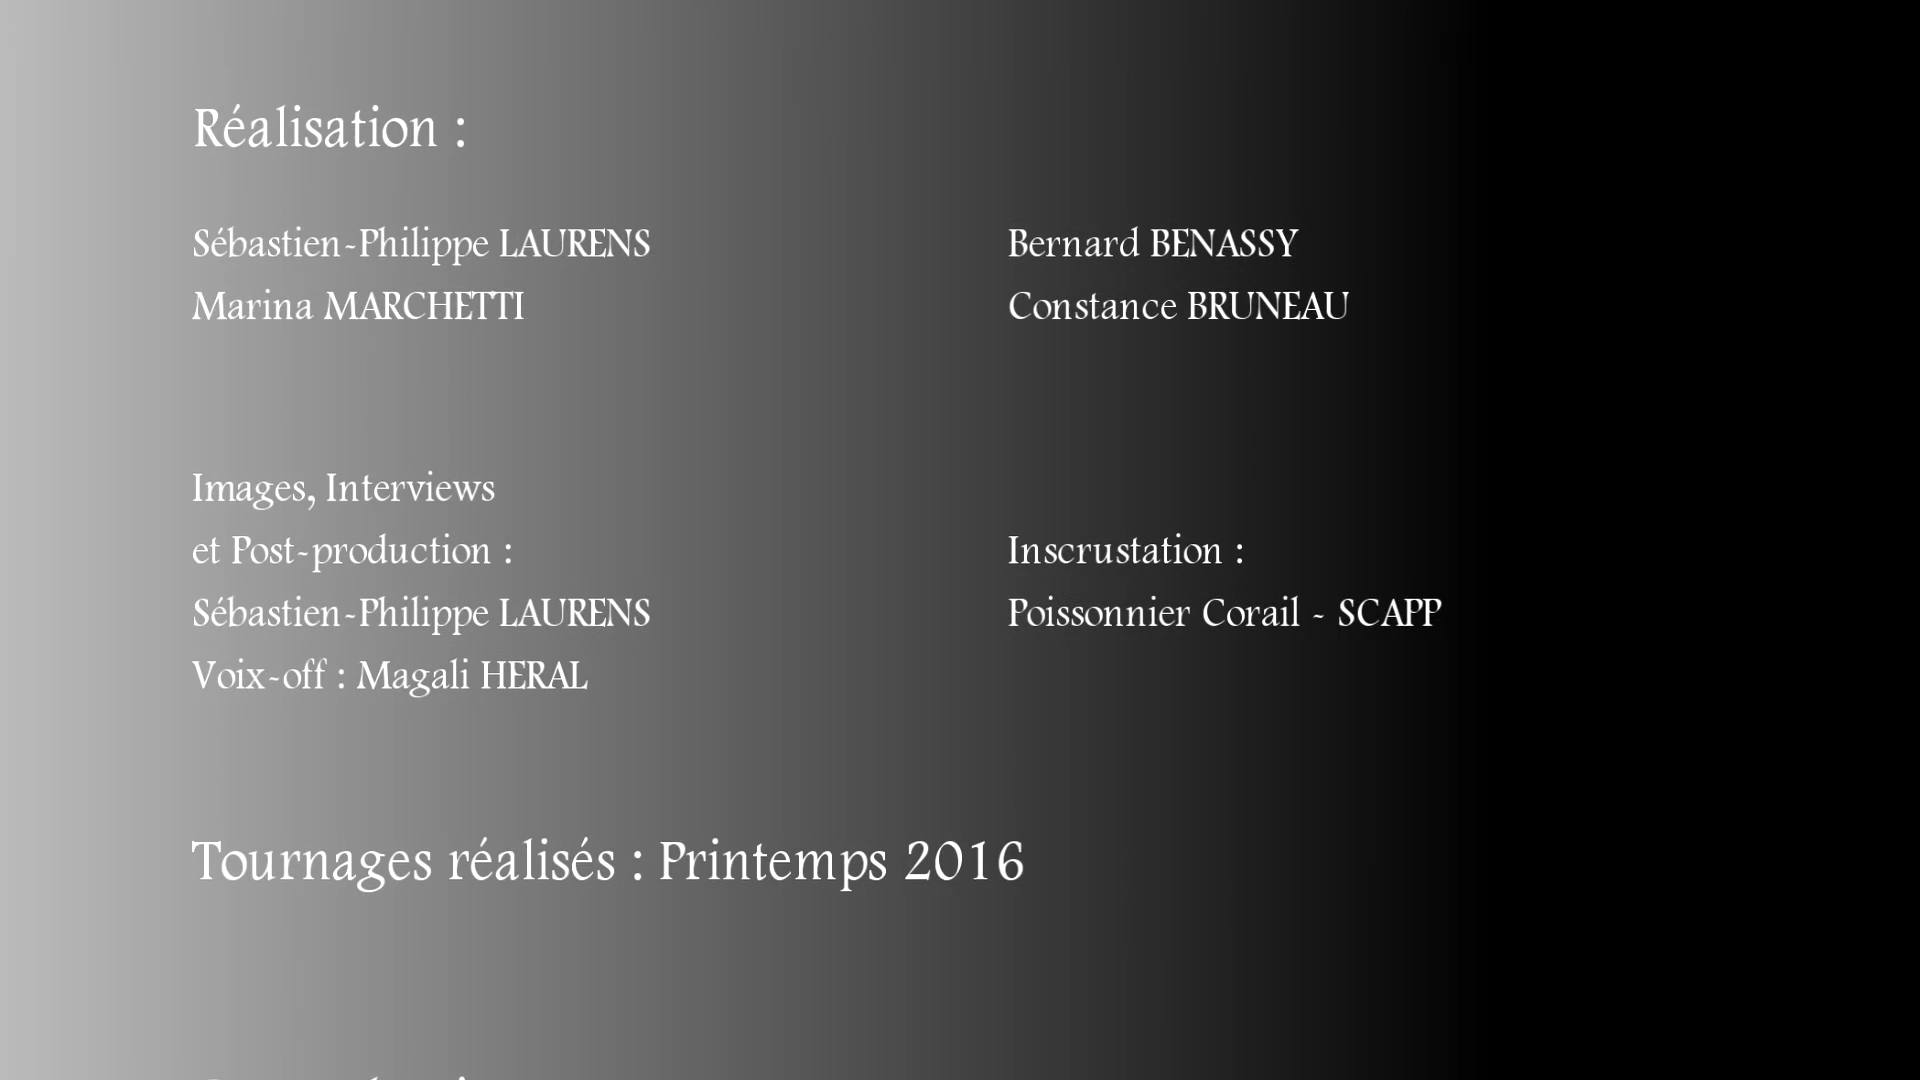 Réalisation :
Sébastien-Philippe LAURENS
Marina MARCHETTI
Bernard BENASSY
Constance BRUNEAU
Images, Interviews
et Post-production :
Sébastien-Philippe LAURENS
Voix-off : Magali HERAL
Inscrustation :
Poissonnier Corail - SCAPP
Tournages réalisés : Printemps 2016